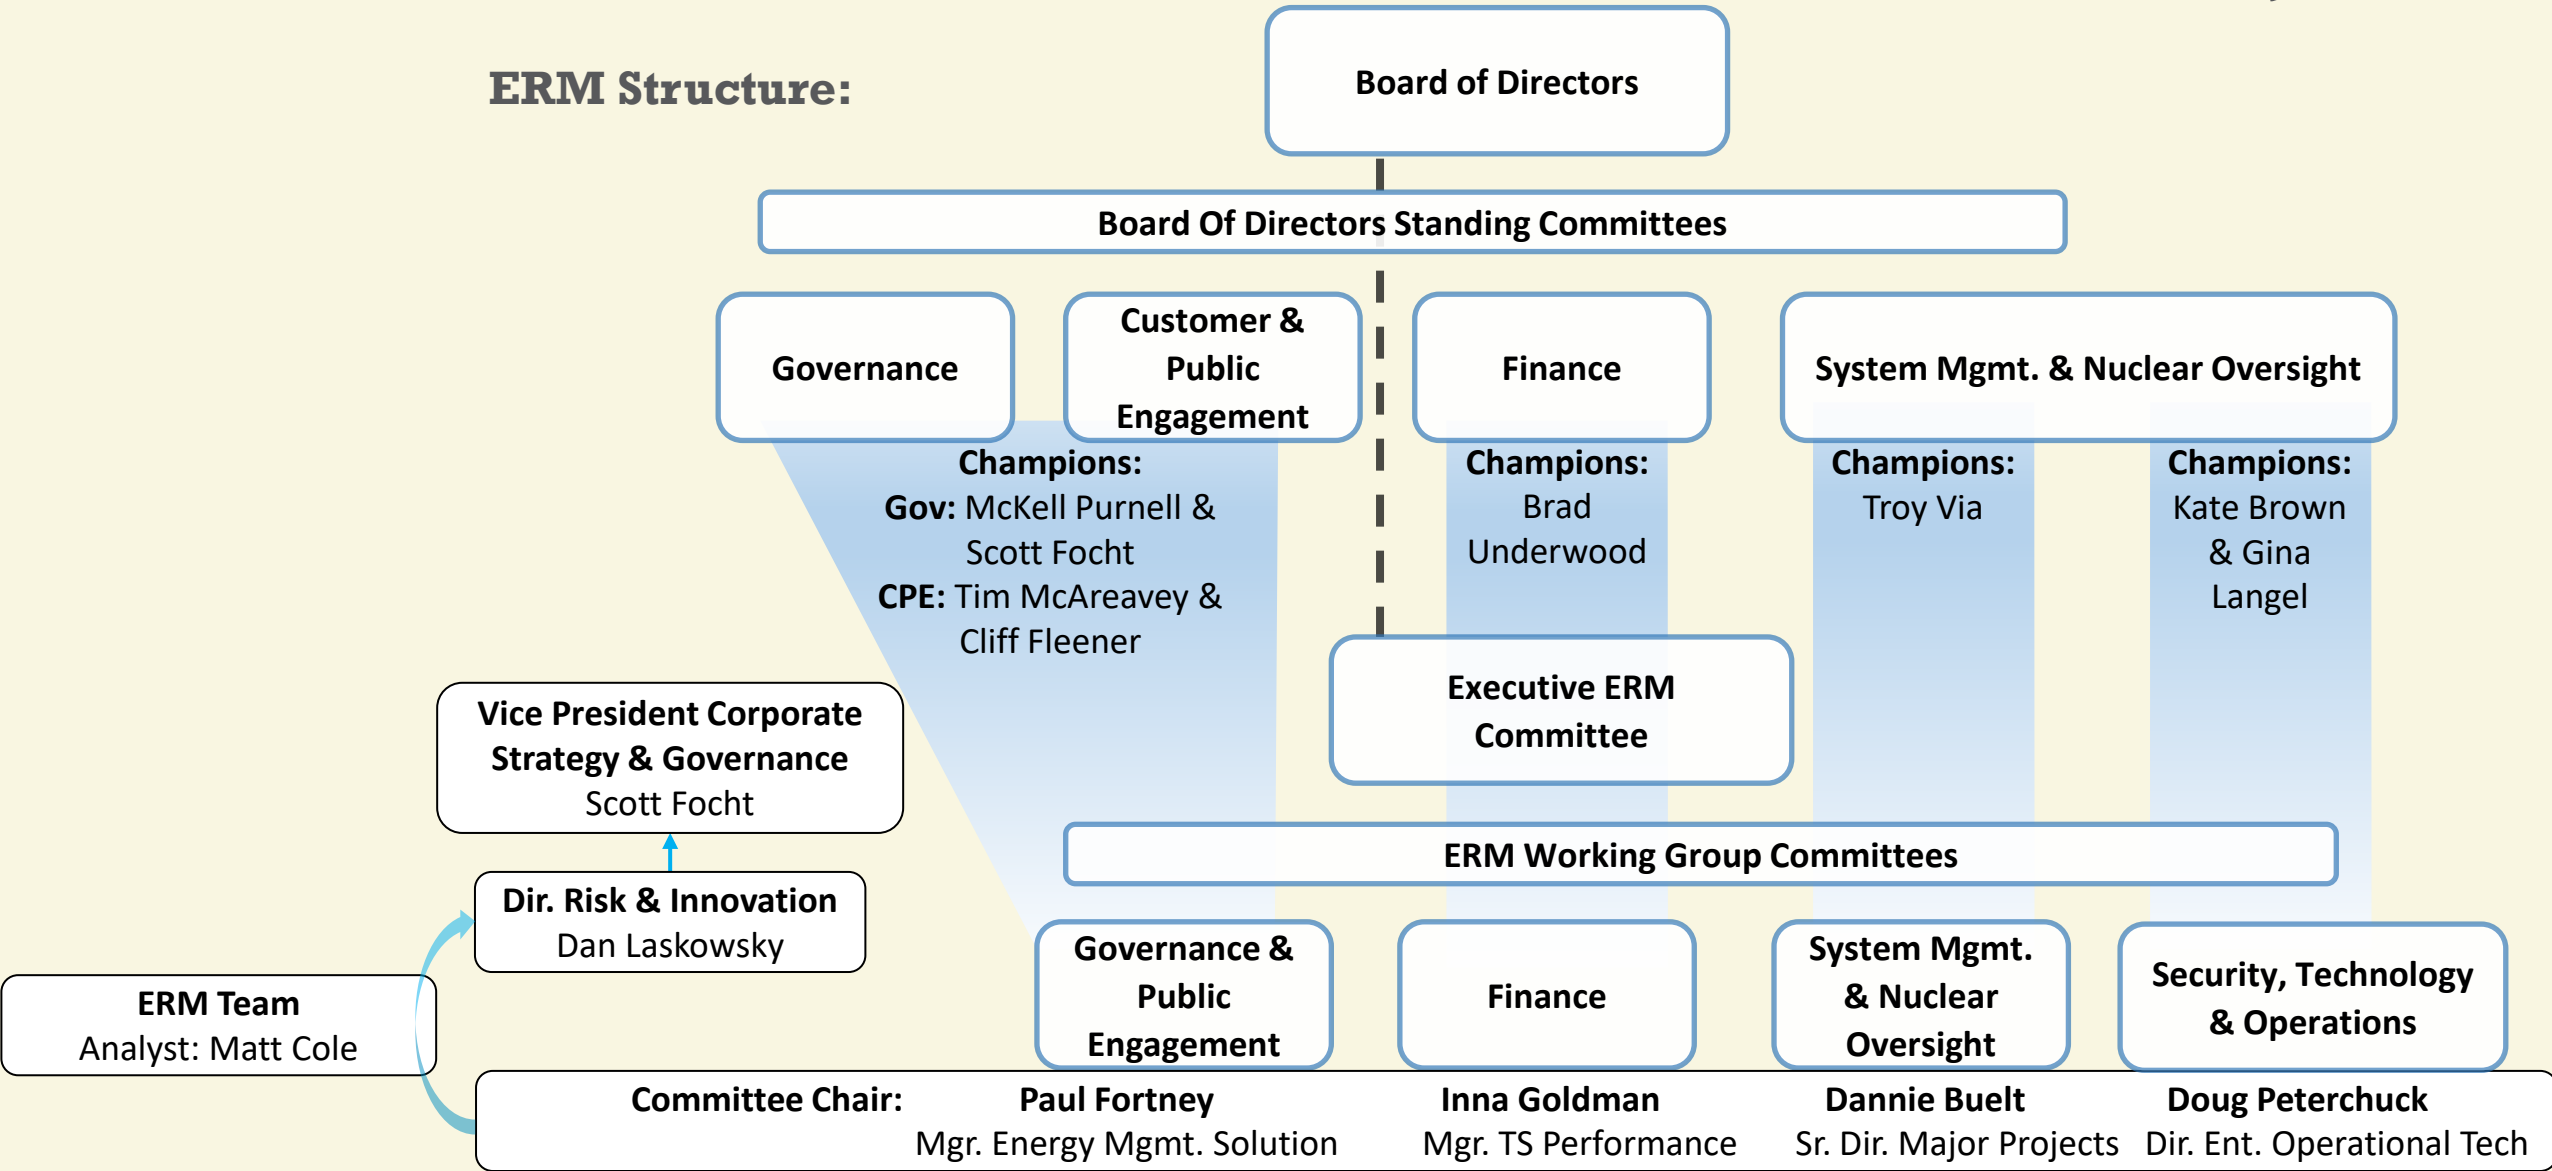 ERM Structure:
Board of Directors
Board Of Directors Standing Committees
Governance
Customer &
Public
Engagement
Finance
System Mgmt. & Nuclear Oversight
Champions:
Gov: McKell Purnell &
Scott Focht
CPE: Tim McAreavey &
Cliff Fleener
Champions:
Brad
Underwood
Champions:
Troy Via
Champions:
Kate Brown
& Gina
Langel
Executive ERM
Committee
Vice President Corporate
Strategy & Governance
Scott Focht
ERM Working Group Committees
Dir. Risk & Innovation
Dan Laskowsky
ERM Team
Analyst: Matt Cole
Governance &
Public
Engagement
Finance
System Mgmt.
& Nuclear
Oversight
Security, Technology
& Operations
Committee Chair:
Paul Fortney
Mgr. Energy Mgmt. Solution
Inna Goldman
Mgr. TS Performance
Dannie Buelt
Sr. Dir. Major Projects
Doug Peterchuck
Dir. Ent. Operational Tech